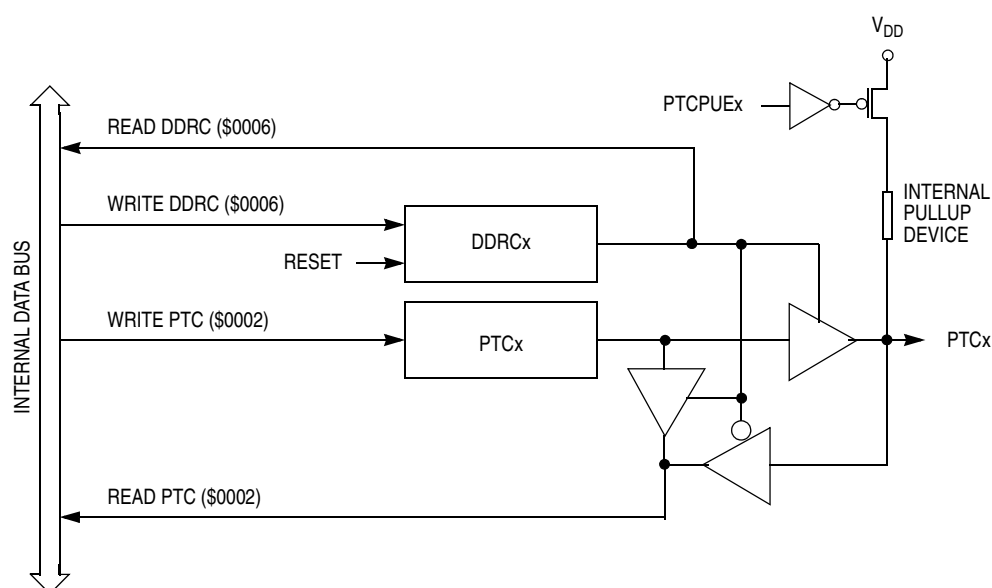 VDD
PTCPUEx
READ DDRC ($0006)
WRITE DDRC ($0006)
INTERNAL
PULLUP
DEVICE
DDRCx
RESET
WRITE PTC ($0002)
PTCx
PTCx
INTERNAL DATA BUS
READ PTC ($0002)